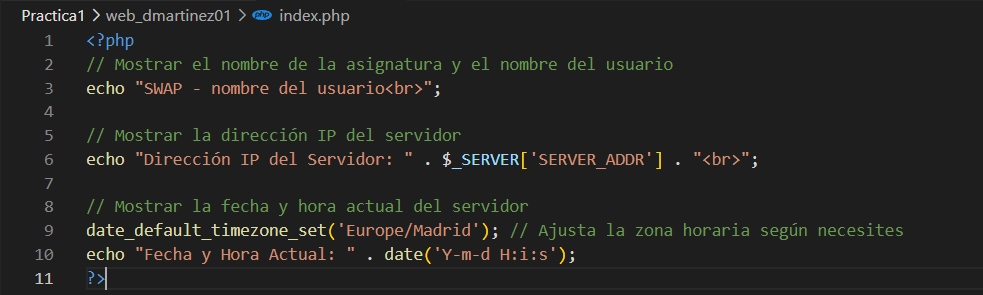 Practica1 > web_dmartinez01 > php index.php
1 <?php
2 // Mostrar el nombre de la asignatura y el nombre del usuario
3 echo "SWAP - nombre del usuario<br>";
4
5 // Mostrar la dirección IP del servidor
6 echo "Dirección IP del Servidor: " . $_SERVER['SERVER_ADDR'] . "<br>";
7
8 // Mostrar la fecha y hora actual del servidor
9 date_default_timezone_set('Europe/Madrid'); // Ajusta la zona horaria según necesites
10 echo "Fecha y Hora Actual: " . date('Y-m-d H:i:s');
11 ?>